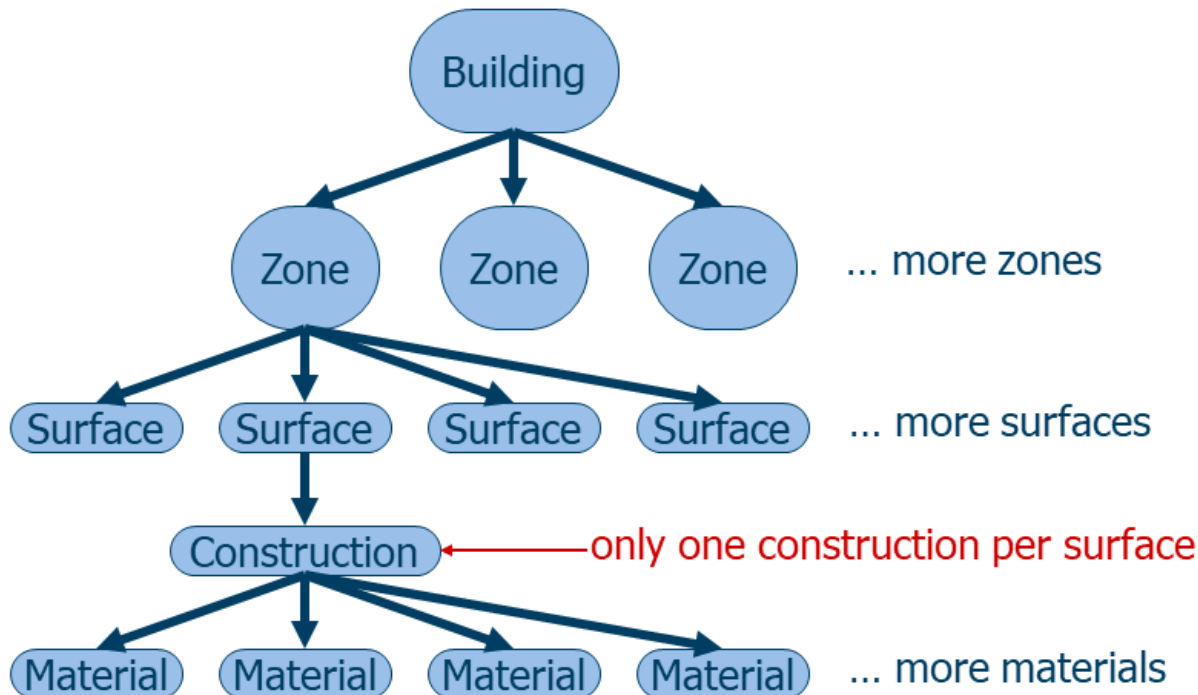 Building
Zone Zone Zone ... more zones
Surface Surface Surface Surface ... more surfaces
Construction only one construction per surface
Material Material Material Material ... more materials